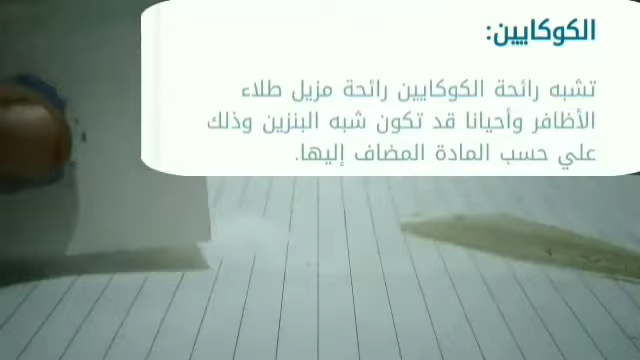 الكوكايين:
تشبه رائحة الكوكايين رائحة مزيل طلاء
الأظافر وأحيانا قد تكون شبه البنزين وذلك
علي حسب المادة المضاف إليها.